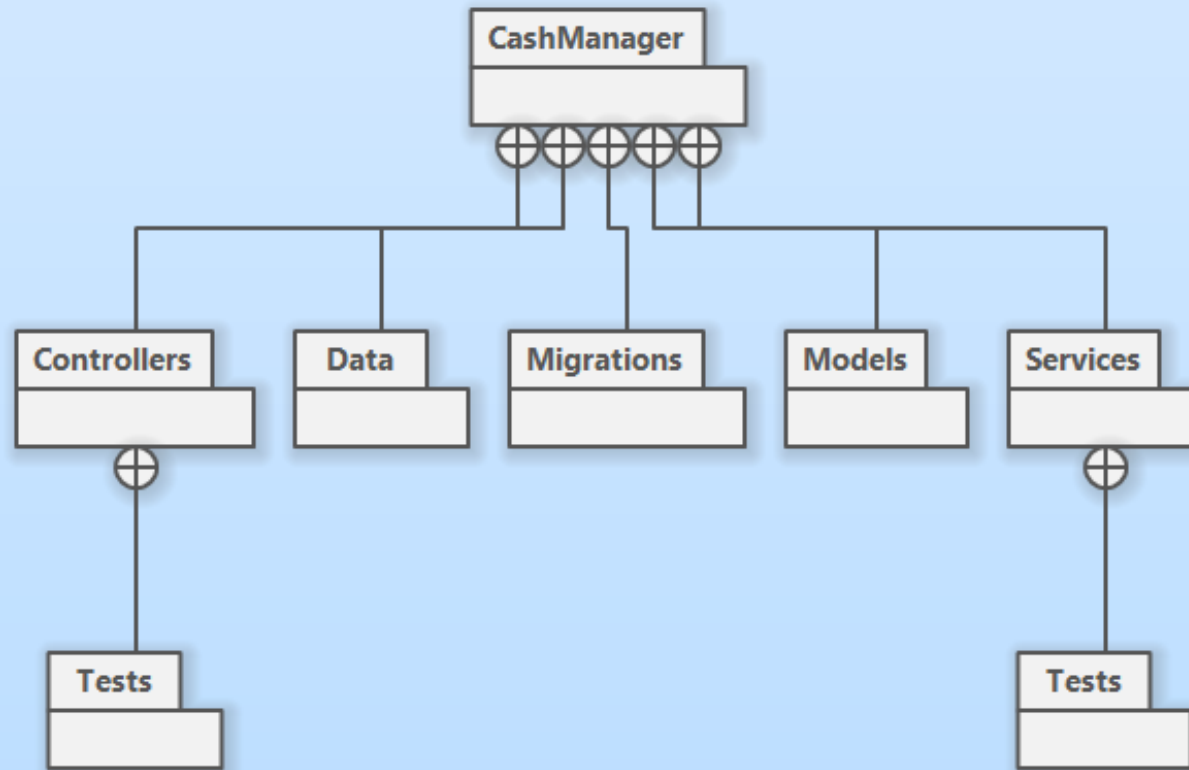 CashManager
Controllers
Data
Migrations
Models
Services
Tests
Tests